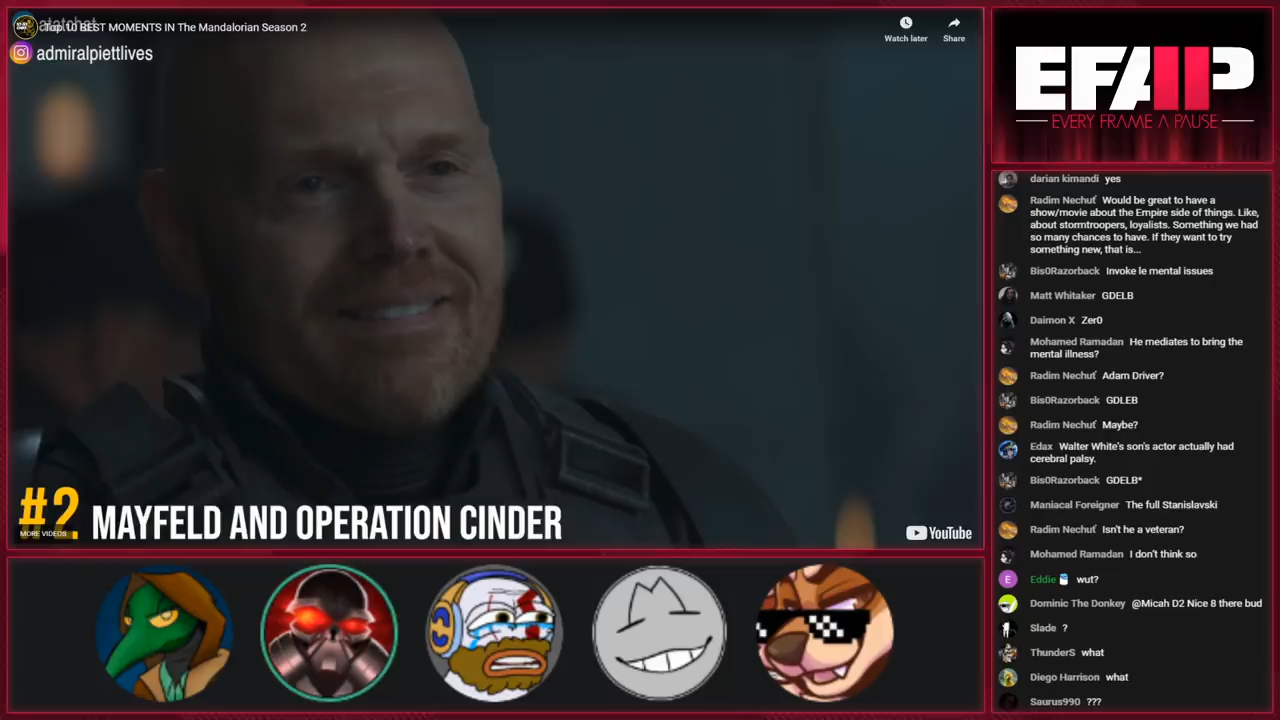 Top 10 BEST MOMENTS IN The Mandalorian Season 2
admiralpiettlives
Watch later
Share
#2
MORE VIDEOS
MAYFELD AND OPERATION CINDER
YouTube
EFAP
EVERY FRAME A PAUSE
darian kimandi yes
Radim Nechuť Would be great to have a
show/movie about the Empire side of things. Like,
about stormtroopers, loyalists. Something we had
so many chances to have. If they want to try
something new, that is...
Bis0Razorback Invoke le mental issues
Matt Whitaker GDELB
Daimon X Zer0
Mohamed Ramadan He mediates to bring the
mental illness?
Radim Nechuť Adam Driver?
Bis0Razorback GDLEB
Radim Nechuť Maybe?
Edax Walter White's son's actor actually had
cerebral palsy.
Bis0Razorback GDELB*
Maniacal Foreigner The full Stanislavski
Radim Nechuť Isn't he a veteran?
Mohamed Ramadan I don't think so
E
Eddie wut?
Dominic The Donkey @Micah D2 Nice 8 there bud
Slade ?
ThunderS what
Diego Harrison what
Saurus990 ???